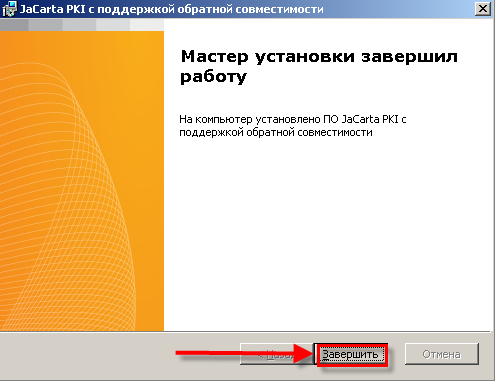 JaCarta PKI с поддержкой обратной совместимости
Мастер установки завершил
работу
На компьютер установлено ПО JaCarta PKI с
поддержкой обратной совместимости
Завершить
Отмена